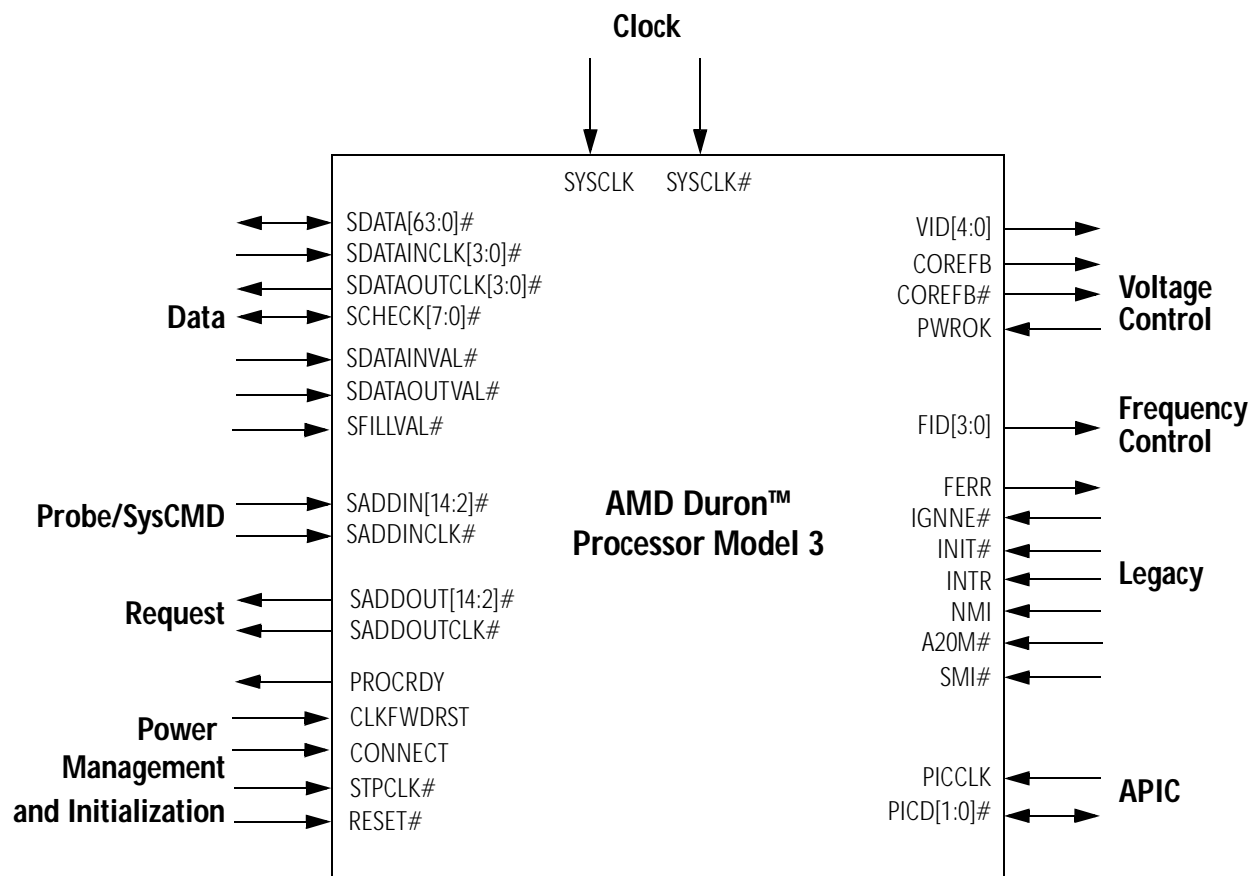 Clock
SYSCLK SYSCLK#
Data
SDATA[63:0]#
SDATAINCLK[3:0]#
SDATAOUTCLK[3:0]#
SCHECK[7:0]#
SDATAINVAL#
SDATAOUTVAL#
SFILLVAL#
Probe/SysCMD
SADDIN[14:2]#
SADDINCLK#
Request
SADDOUT[14:2]#
SADDOUTCLK#
Power
Management
and Initialization
PROCRDY
CLKFWDRST
CONNECT
STPCLK#
RESET#
AMD Duron™
Processor Model 3
VID[4:0]
COREFB
COREFB#
PWROK
Voltage
Control
FID[3:0]
Frequency
Control
FERR
IGNNE#
INIT#
INTR
NMI
A20M#
SMI#
Legacy
PICCLK
PICD[1:0]#
APIC